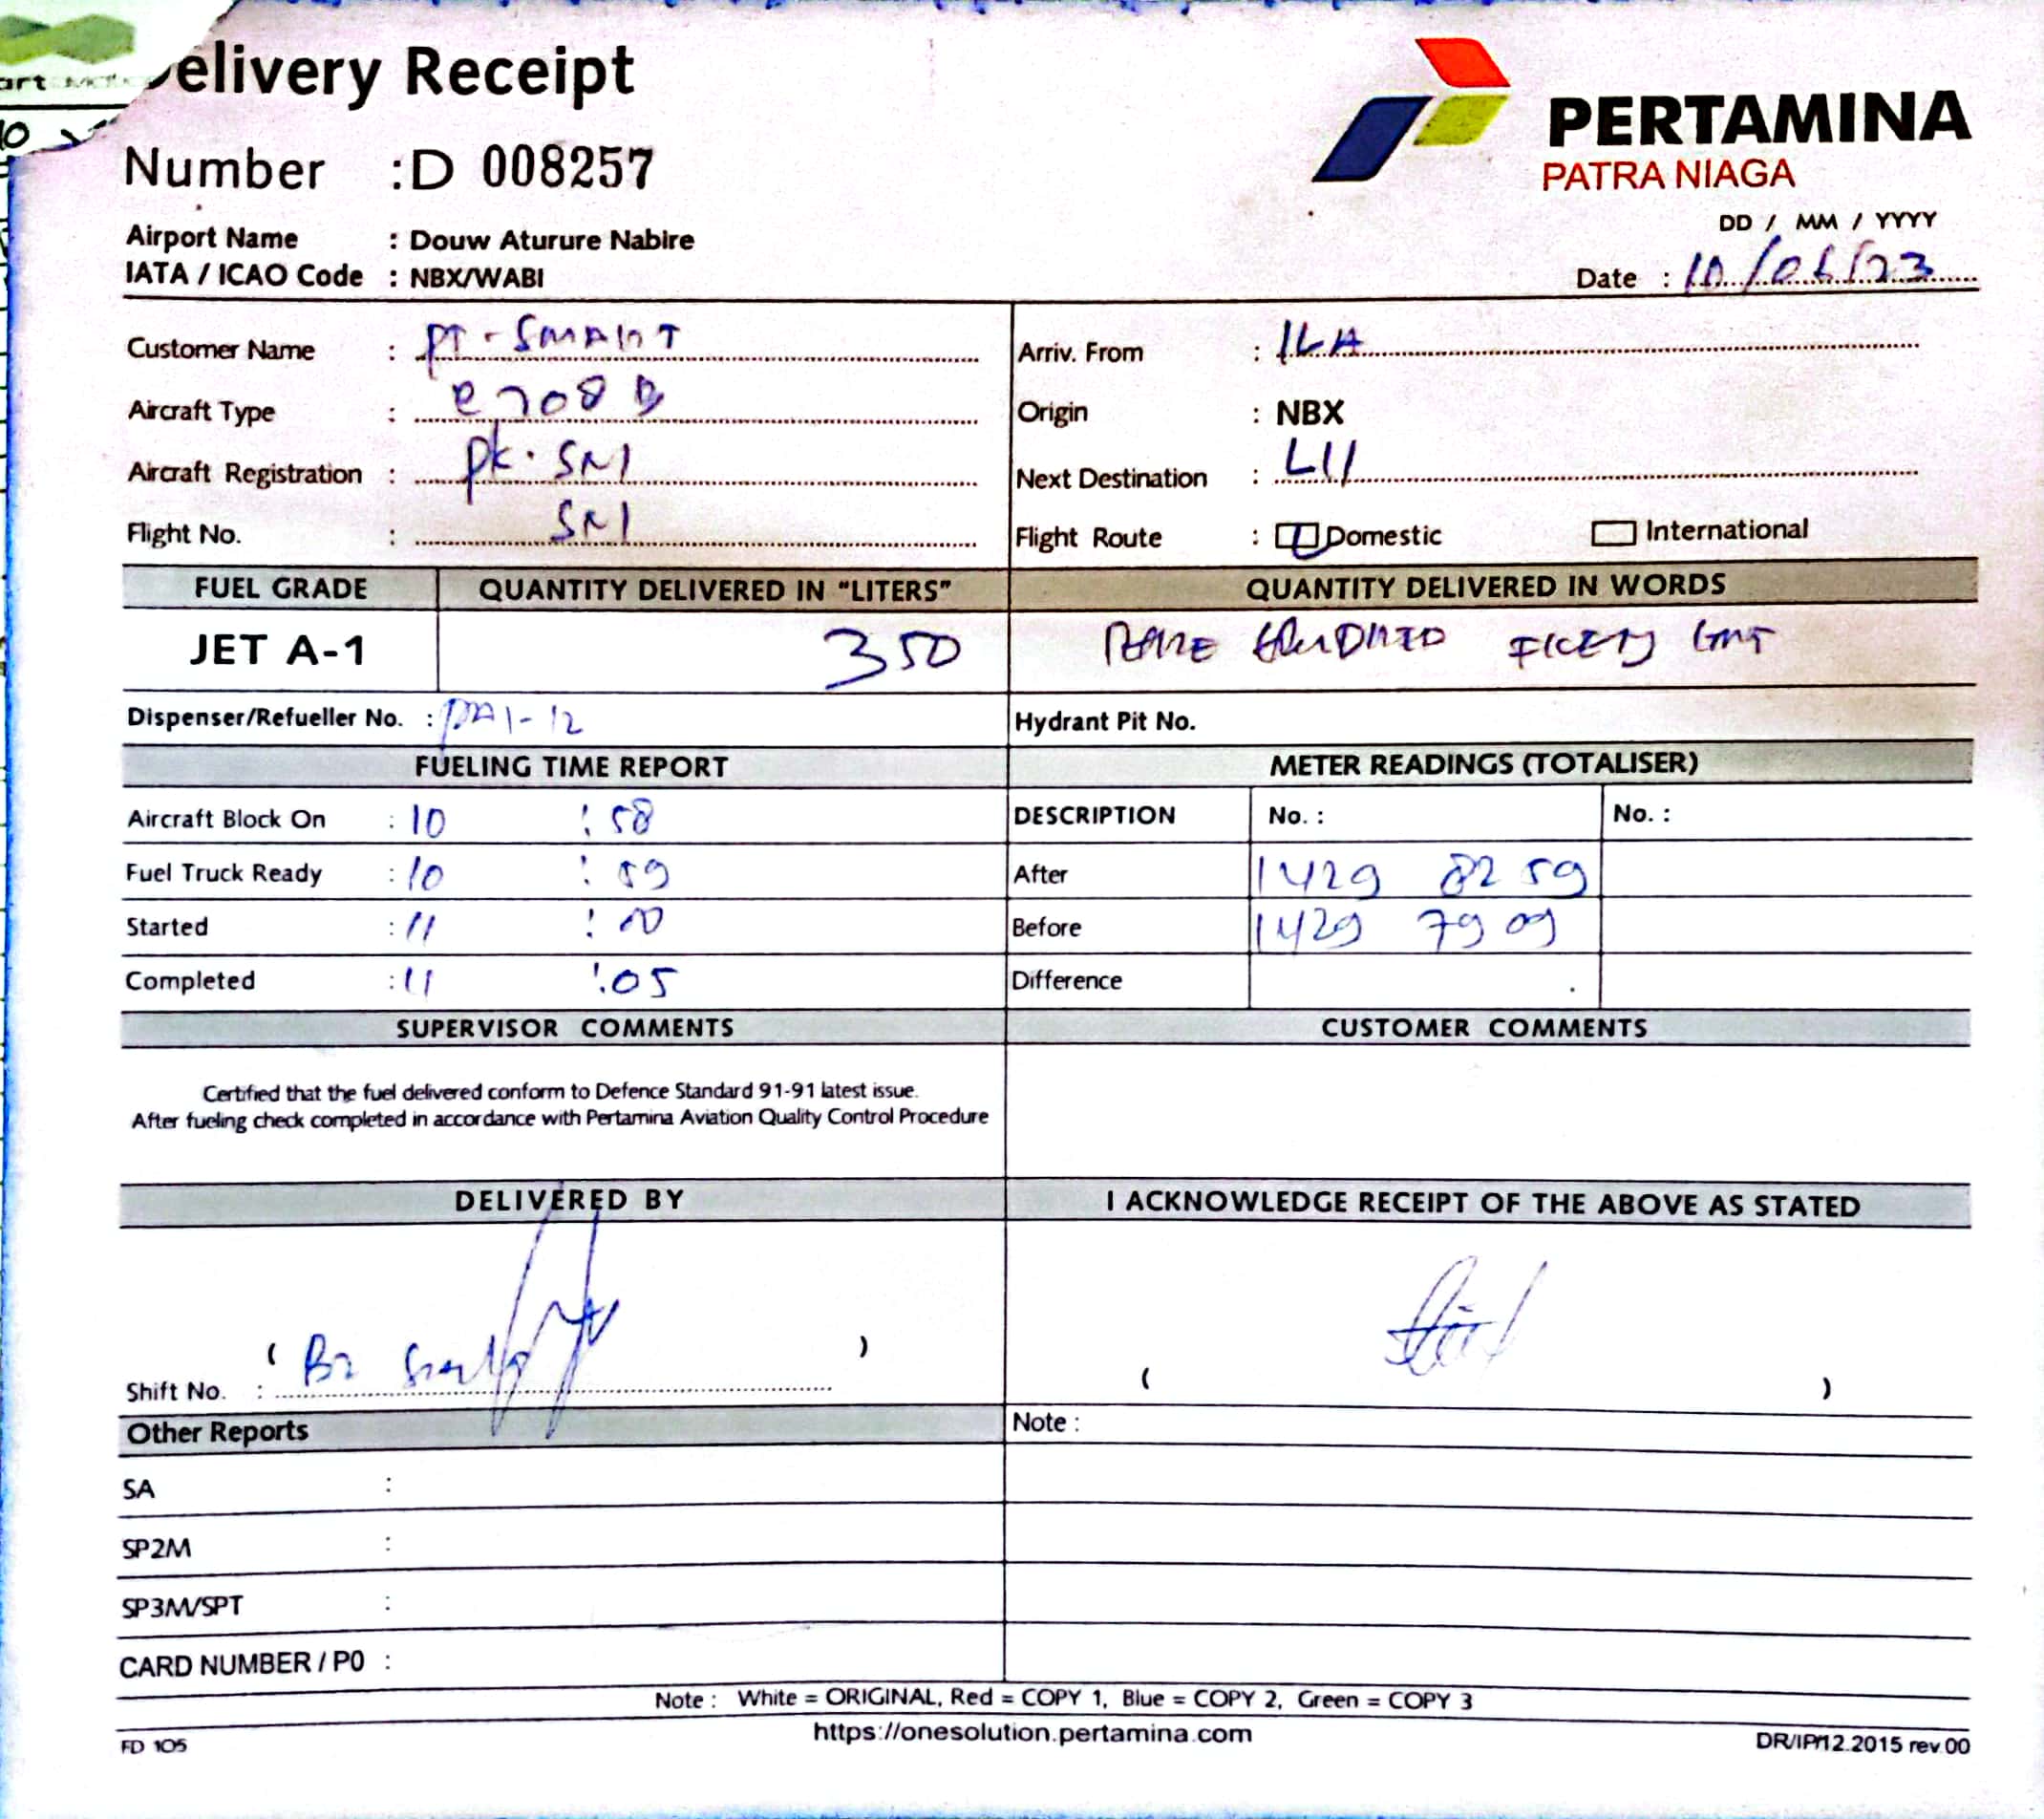 elivery Receipt
PERTAMINA
PATRA NIAGA
Number :D 008257
Airport Name : Douw Aturure Nabire
IATA / ICAO Code : NBX/WABI
DD / MM / YYYY
Date : 10/06/23
Customer Name : PT - SMART
Arriv. From : ILA
Aircraft Type : C208B
Origin : NBX
Aircraft Registration : PK-SNI
Next Destination :
Flight No. : SNI
Flight Route : Domestic International
FUEL GRADE QUANTITY DELIVERED IN "LITERS" QUANTITY DELIVERED IN WORDS
JET A-1 350
Dispenser/Refueller No. :
Hydrant Pit No.
FUELING TIME REPORT METER READINGS (TOTALISER)
Aircraft Block On : 10 : 58 DESCRIPTION No. : No. :
Fuel Truck Ready : 10 : 59 After 1429 8259
Started : 11 : 00 Before 1429 7909
Completed : 11 :05 Difference
SUPERVISOR COMMENTS CUSTOMER COMMENTS
Certified that the fuel delivered conform to Defence Standard 91-91 latest issue.
After fueling check completed in accordance with Pertamina Aviation Quality Control Procedure
DELIVERED BY I ACKNOWLEDGE RECEIPT OF THE ABOVE AS STATED
( )
Shift No. :
( )
Other Reports
Note :
SA :
SP2M :
SP3M/SPT :
CARD NUMBER / P0 :
Note : White = ORIGINAL, Red = COPY 1, Blue = COPY 2, Green = COPY 3
https://onesolution.pertamina.com
FD 105
DR/IP/12.2015 rev.00